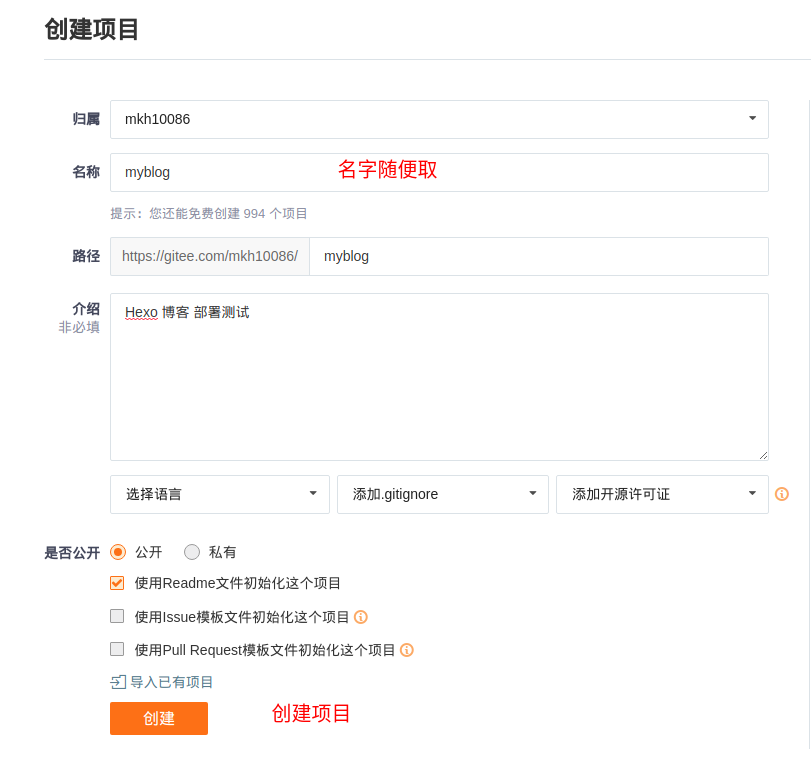 创建项目
归属 mkh10086
名称 myblog 名字随便取
提示: 您还能免费创建 994 个项目
路径 https://gitee.com/mkh10086/ myblog
介绍 Hexo 博客 部署测试
非必填
选择语言 添加.gitignore 添加开源许可证
是否公开 公开 私有
使用Readme文件初始化这个项目
使用Issue模板文件初始化这个项目
使用Pull Request模板文件初始化这个项目
导入已有项目
创建 创建项目